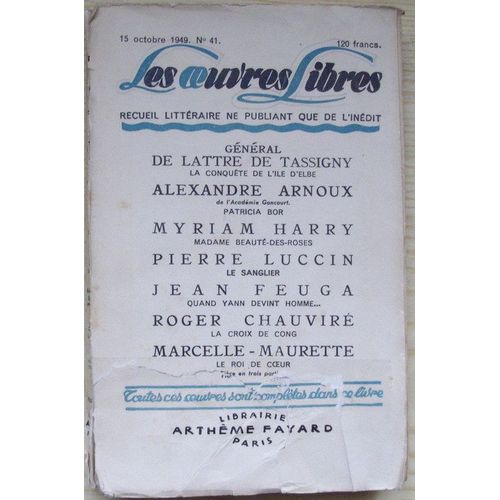 15 octobre 1949. Nº 41. 120 francs.
Les œuvres Libres
RECUEIL LITTÉRAIRE NE PUBLIANT QUE DE L'INÉDIT
GÉNÉRAL
DE LATTRE DE TASSIGNY
LA CONQUÊTE DE L'ILE D'ELBE
ALEXANDRE ARNOUX
de l'Académie Goncourt.
PATRICIA BOR
MYRIAM HARRY
MADAME BEAUTÉ-DES-ROSES
PIERRE LUCCIN
LE SANGLIER
JEAN FEUGA
QUAND YANN DEVINT HOMME...
ROGER CHAUVIRÉ
LA CROIX DE CONG
MARCELLE-MAURETTE
LE ROI DE CŒUR
en trois
Toutes ces œuvres sont complètes dans ce livre
LIBRAIRIE
ARTHÈME FAYARD
PARIS